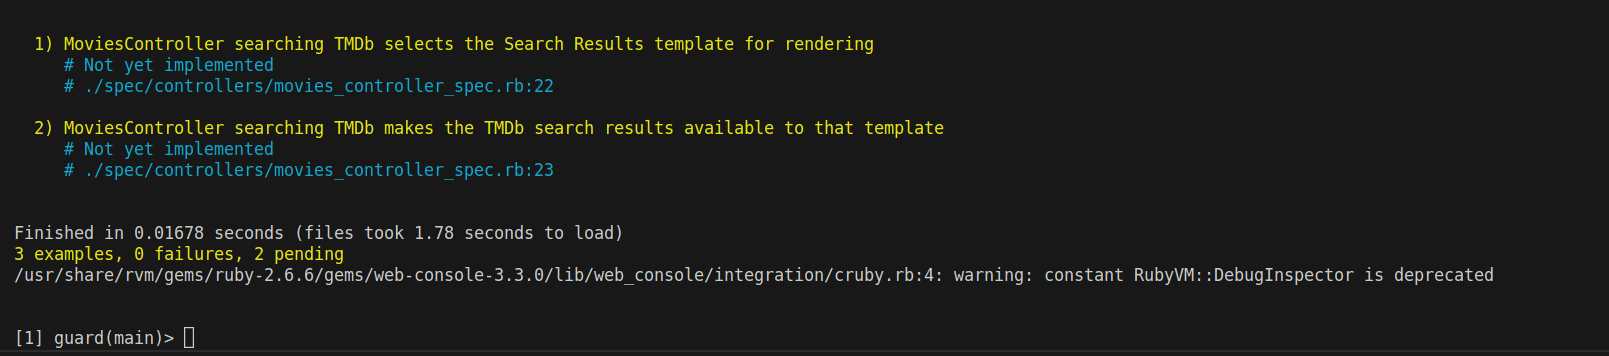 1) MoviesController searching TMDb selects the Search Results template for rendering
# Not yet implemented
# ./spec/controllers/movies_controller_spec.rb:22
2) MoviesController searching TMDb makes the TMDb search results available to that template
# Not yet implemented
# ./spec/controllers/movies_controller_spec.rb:23
Finished in 0.01678 seconds (files took 1.78 seconds to load)
3 examples, 0 failures, 2 pending
/usr/share/rvm/gems/ruby-2.6.6/gems/web-console-3.3.0/lib/web_console/integration/cruby.rb:4: warning: constant RubyVM::DebugInspector is deprecated
[1] guard(main)>